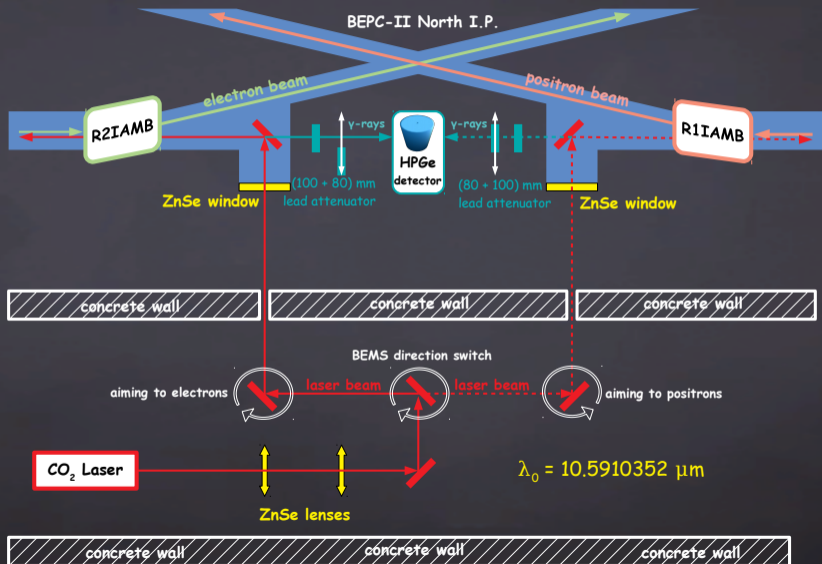 BEPC-II North I.P.
electron beam
positron beam
R2IAMB
R1IAMB
γ-rays
γ-rays
HPGe
detector
(100 + 80) mm
lead attenuator
(80 + 100) mm
lead attenuator
ZnSe window
ZnSe window
concrete wall
concrete wall
concrete wall
BEMS direction switch
aiming to electrons
laser beam
laser beam
aiming to positrons
CO₂ Laser
λ₀ = 10.5910352 μm
ZnSe lenses
concrete wall
concrete wall
concrete wall